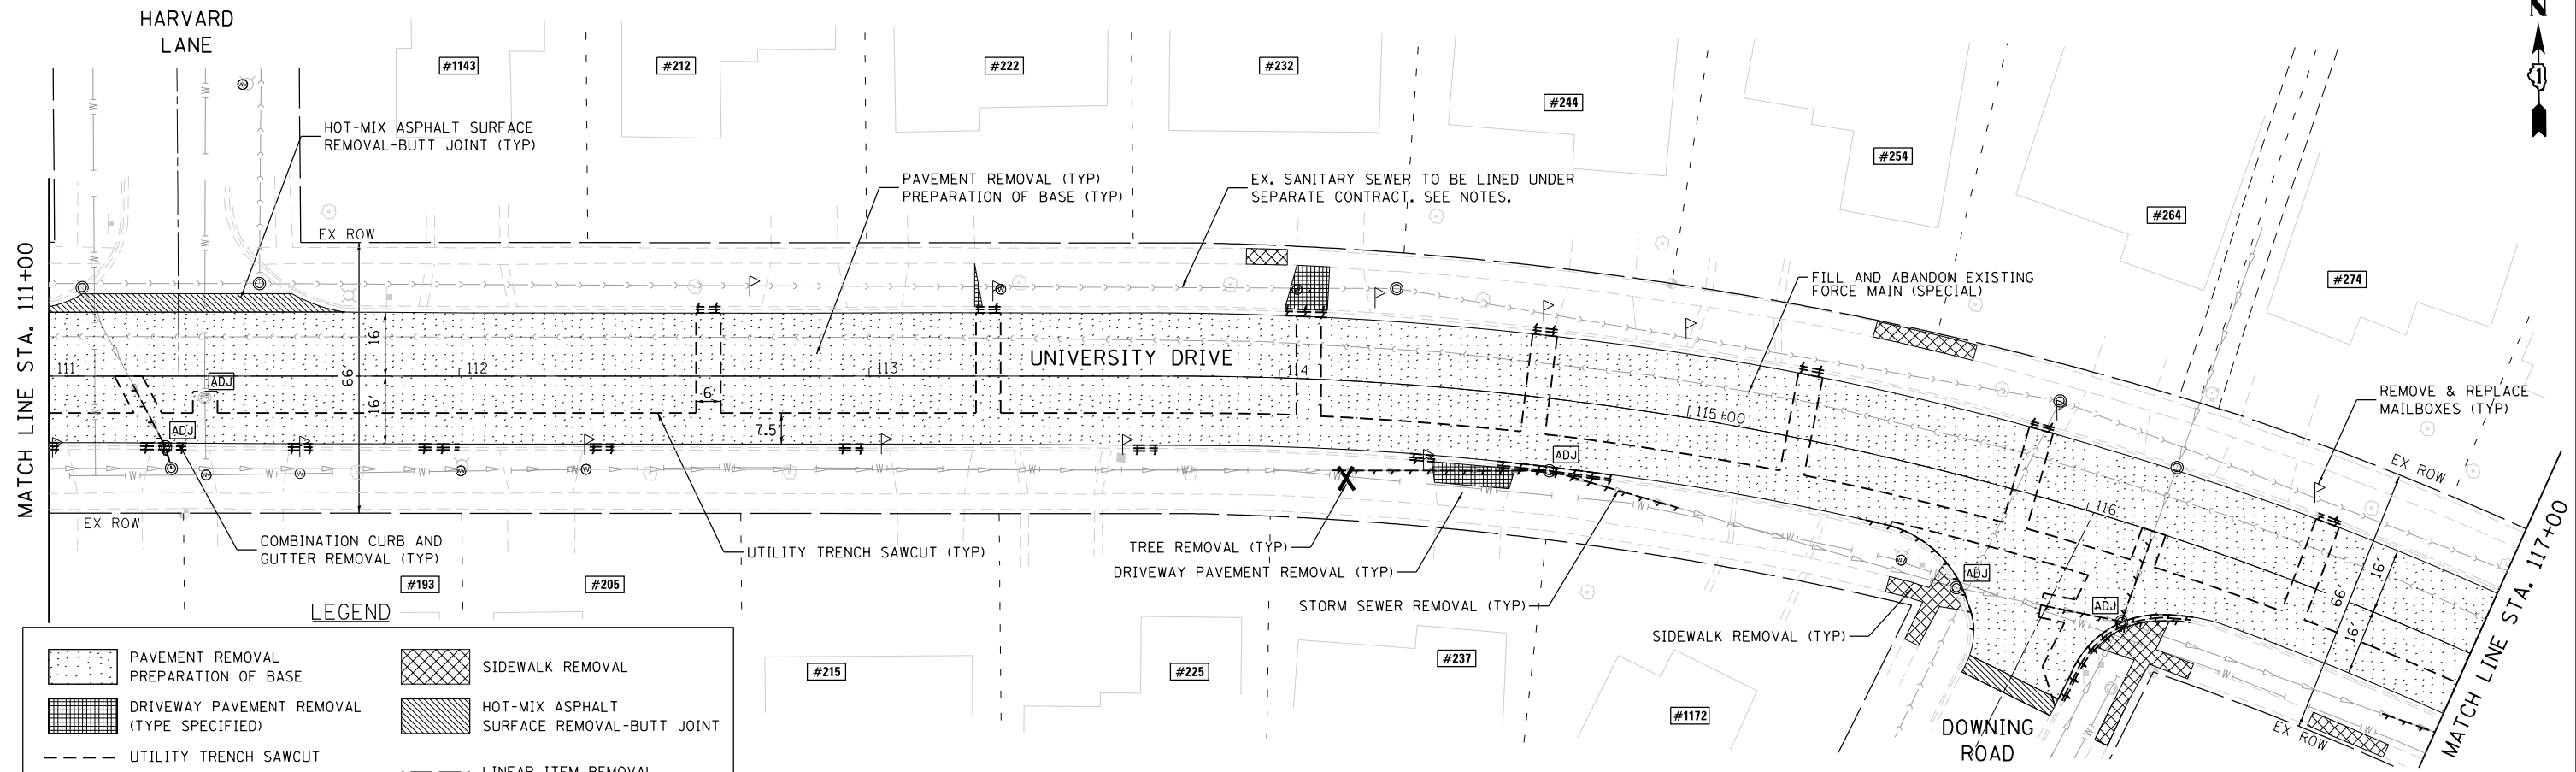 HARVARD
LANE
N
#1143
#212
#222
#232
#244
#254
#264
#274
HOT-MIX ASPHALT SURFACE
REMOVAL-BUTT JOINT (TYP)
PAVEMENT REMOVAL (TYP)
PREPARATION OF BASE (TYP)
EX. SANITARY SEWER TO BE LINED UNDER
SEPARATE CONTRACT. SEE NOTES.
EX ROW
FILL AND ABANDON EXISTING
FORCE MAIN (SPECIAL)
MATCH LINE STA. 111+00
UNIVERSITY DRIVE
111
112
113
114
115+00
116
16'
66'
16'
6'
7.5'
ADJ
ADJ
ADJ
ADJ
ADJ
REMOVE & REPLACE
MAILBOXES (TYP)
EX ROW
16'
66'
16'
MATCH LINE STA. 117+00
EX ROW
COMBINATION CURB AND
GUTTER REMOVAL (TYP)
UTILITY TRENCH SAWCUT (TYP)
TREE REMOVAL (TYP)
DRIVEWAY PAVEMENT REMOVAL (TYP)
STORM SEWER REMOVAL (TYP)
SIDEWALK REMOVAL (TYP)
#193
#205
#215
#225
#237
#1172
DOWNING
ROAD
EX ROW
LEGEND
PAVEMENT REMOVAL
PREPARATION OF BASE
SIDEWALK REMOVAL
DRIVEWAY PAVEMENT REMOVAL
(TYPE SPECIFIED)
HOT-MIX ASPHALT
SURFACE REMOVAL-BUTT JOINT
UTILITY TRENCH SAWCUT
LINEAR ITEM REMOVAL